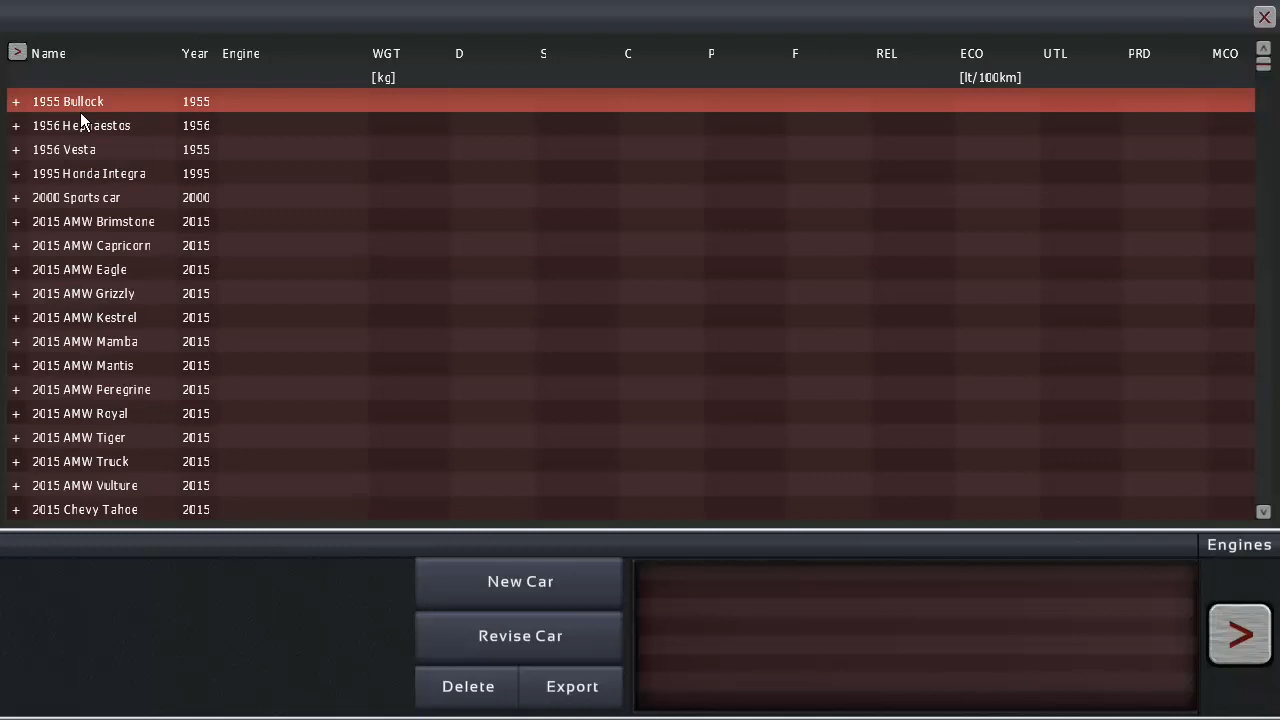 > Name Year Engine WGT D S C P F REL ECO UTL PRD MCO
[kg] [lt/100km]
+ 1955 Bullock 1955
+ 1956 Hephaestos 1956
+ 1956 Vesta 1955
+ 1995 Honda Integra 1995
+ 2000 Sports car 2000
+ 2015 AMW Brimstone 2015
+ 2015 AMW Capricorn 2015
+ 2015 AMW Eagle 2015
+ 2015 AMW Grizzly 2015
+ 2015 AMW Kestrel 2015
+ 2015 AMW Mamba 2015
+ 2015 AMW Mantis 2015
+ 2015 AMW Peregrine 2015
+ 2015 AMW Royal 2015
+ 2015 AMW Tiger 2015
+ 2015 AMW Truck 2015
+ 2015 AMW Vulture 2015
+ 2015 Chevy Tahoe 2015
Engines
New Car
Revise Car
Delete Export